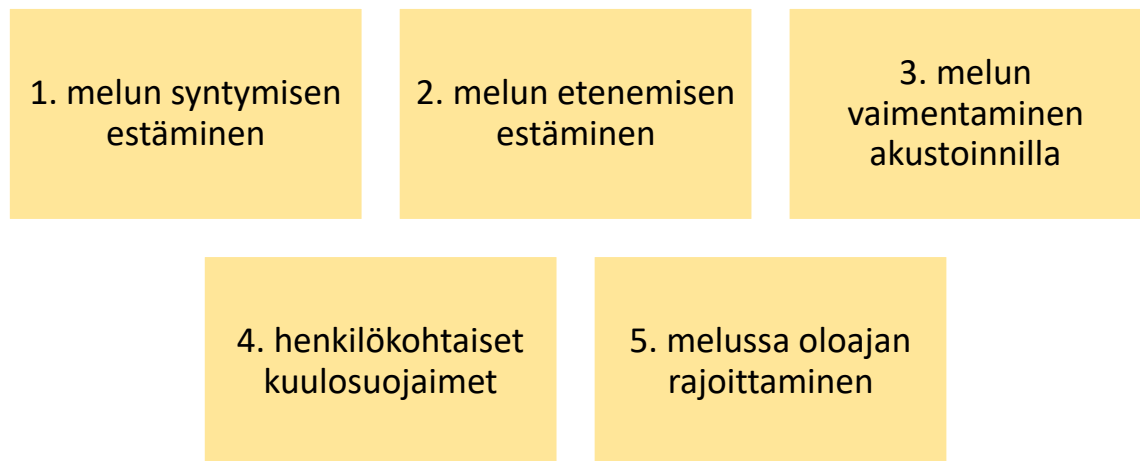 1. melun syntymisen
estäminen
2. melun etenemisen
estäminen
3. melun
vaimentaminen
akustoinnilla
4. henkilökohtaiset
kuulosuojaimet
5. melussa oloajan
rajoittaminen